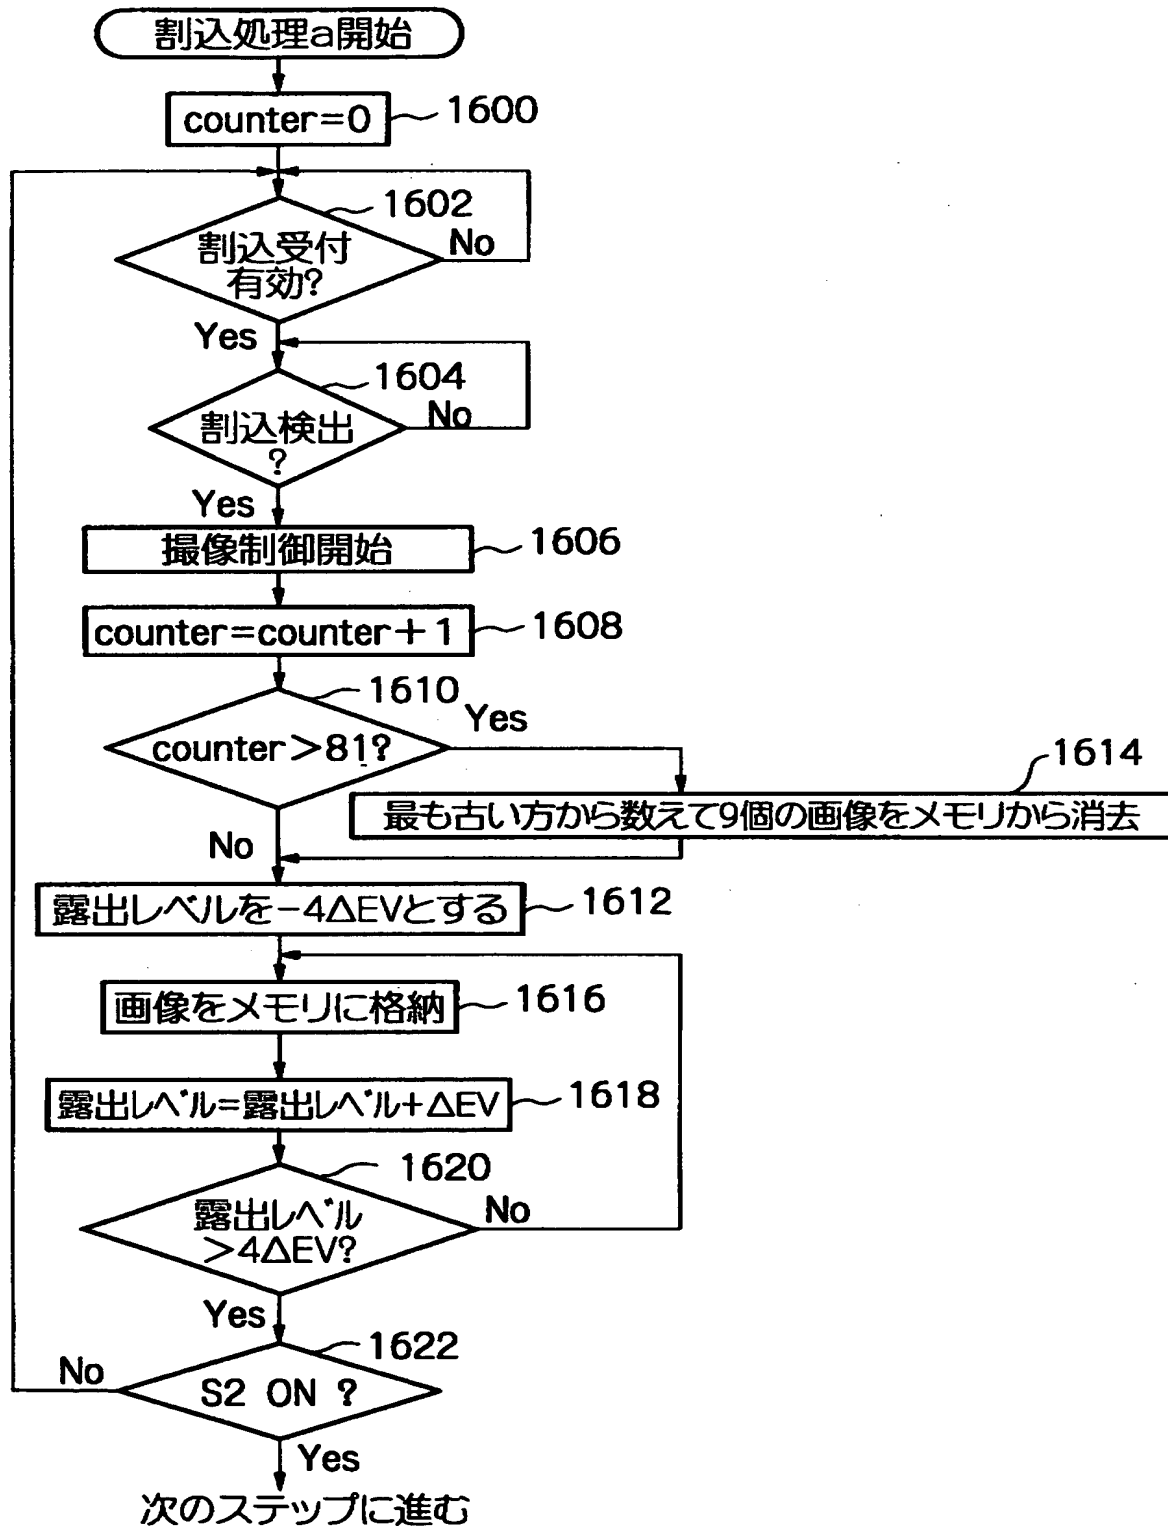 割込処理a開始
counter=0
1600
1602
割込受付
有効?
No
Yes
1604
割込検出
?
No
Yes
撮像制御開始
1606
counter=counter+1
1608
1610
counter>81?
Yes
1614
最も古い方から数えて9個の画像をメモリから消去
No
露出レベルを-4ΔEVとする
1612
画像をメモリに格納
1616
露出レベル=露出レベル+ΔEV
1618
1620
露出レベル
>4ΔEV?
No
Yes
1622
No
S2 ON ?
Yes
次のステップに進む